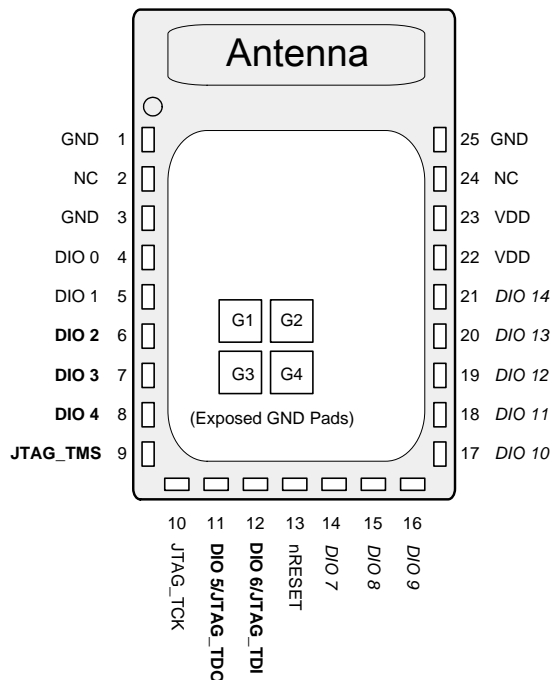 Antenna
GND 1
NC 2
GND 3
DIO 0 4
DIO 1 5
DIO 2 6
DIO 3 7
DIO 4 8
JTAG_TMS 9
25 GND
24 NC
23 VDD
22 VDD
21 DIO 14
20 DIO 13
19 DIO 12
18 DIO 11
17 DIO 10
G1 G2
G3 G4
(Exposed GND Pads)
10 JTAG_TCK
11 DIO 5/JTAG_TDO
12 DIO 6/JTAG_TDI
13 nRESET
14 DIO 7
15 DIO 8
16 DIO 9